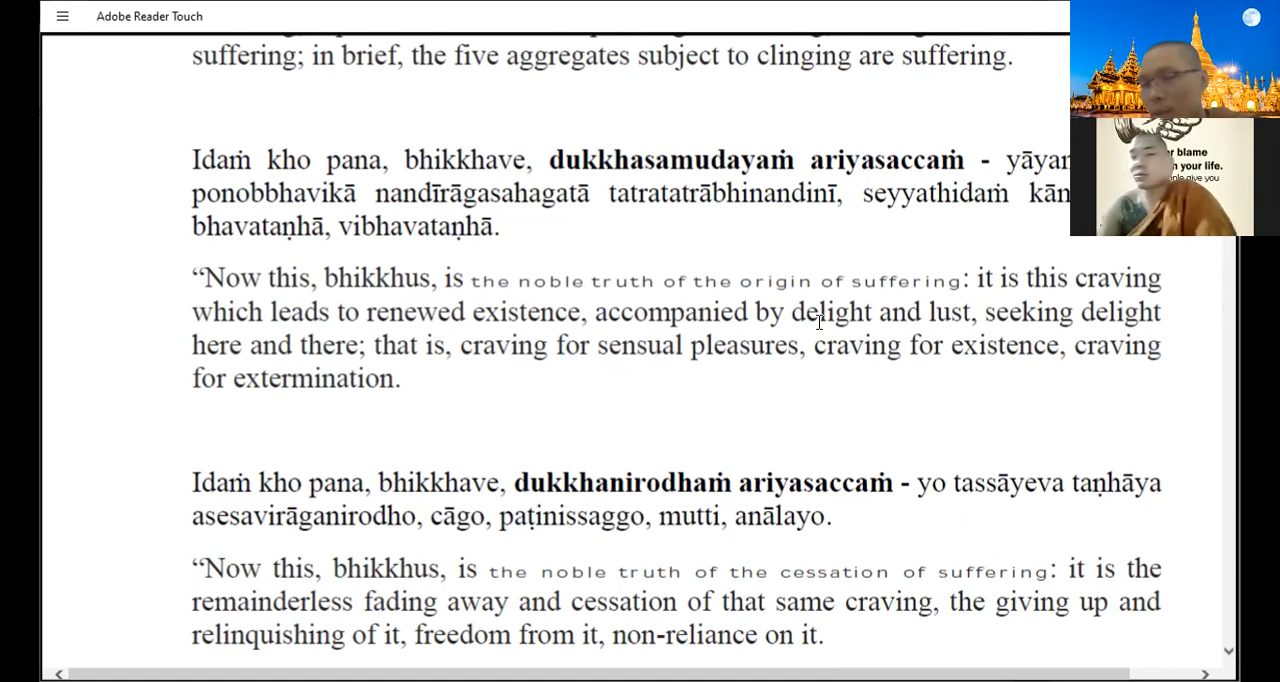 Adobe Reader Touch
suffering; in brief, the five aggregates subject to clinging are suffering.
Idaṁ kho pana, bhikkhave, dukkhasamudayaṁ ariyasaccaṁ -
ponobbhavikā nandīrāgasahagatā tatratatrābhinandinī, seyyathidaṁ
bhavataṇhā, vibhavataṇhā.
“Now this, bhikkhus, is the noble truth of the origin of suffering: it is this craving
which leads to renewed existence, accompanied by delight and lust, seeking delight
here and there; that is, craving for sensual pleasures, craving for existence, craving
for extermination.
Idaṁ kho pana, bhikkhave, dukkhanirodhaṁ ariyasaccaṁ - yo tassāyeva taṇhāya
asesavirāganirodho, cāgo, paṭinissaggo, mutti, anālayo.
“Now this, bhikkhus, is the noble truth of the cessation of suffering: it is the
remainderless fading away and cessation of that same craving, the giving up and
relinquishing of it, freedom from it, non-reliance on it.
blame
your life.
give you